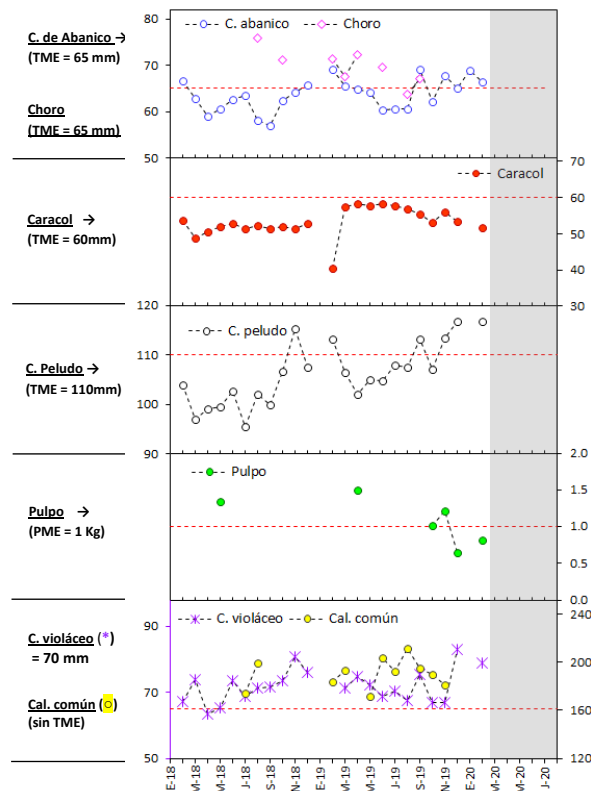 C. de Abanico →
(TME = 65 mm)
Choro
(TME = 65 mm)
80
70
60
50
C. abanico
Choro
Caracol →
(TME = 60mm)
70
60
50
40
30
Caracol
C. Peludo →
(TME = 110mm)
120
110
100
90
C. peludo
Pulpo →
(PME = 1 Kg)
2.0
1.5
1.0
0.5
0.0
Pulpo
C. violáceo (*)
= 70 mm
Cal. común (○)
(sin TME)
90
70
50
C. violáceo
Cal. común
240
200
160
120
E-18
M-18
M-18
J-18
S-18
N-18
E-19
M-19
M-19
J-19
S-19
N-19
E-20
M-20
M-20
J-20